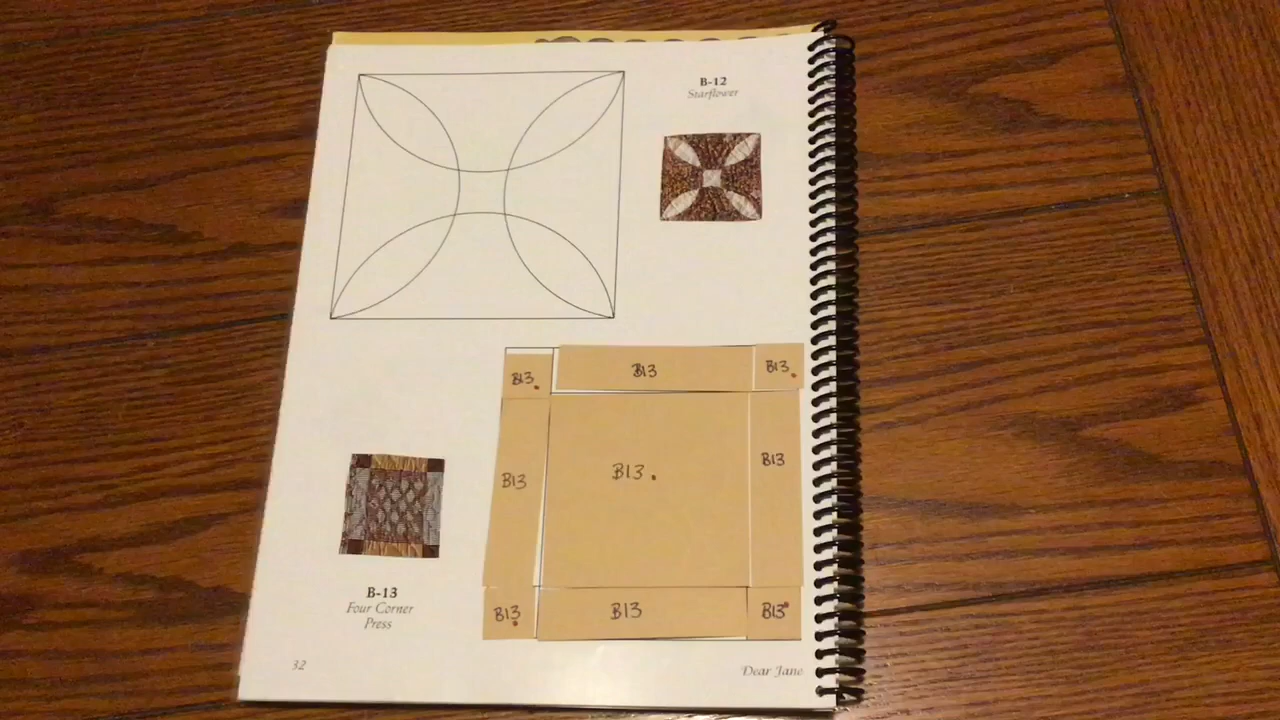 B-12
Starflower
B13.
B13
B13.
B13
B13.
B13
B13.
B13
B13.
B-13
Four Corner
Press
32
Dear Jane